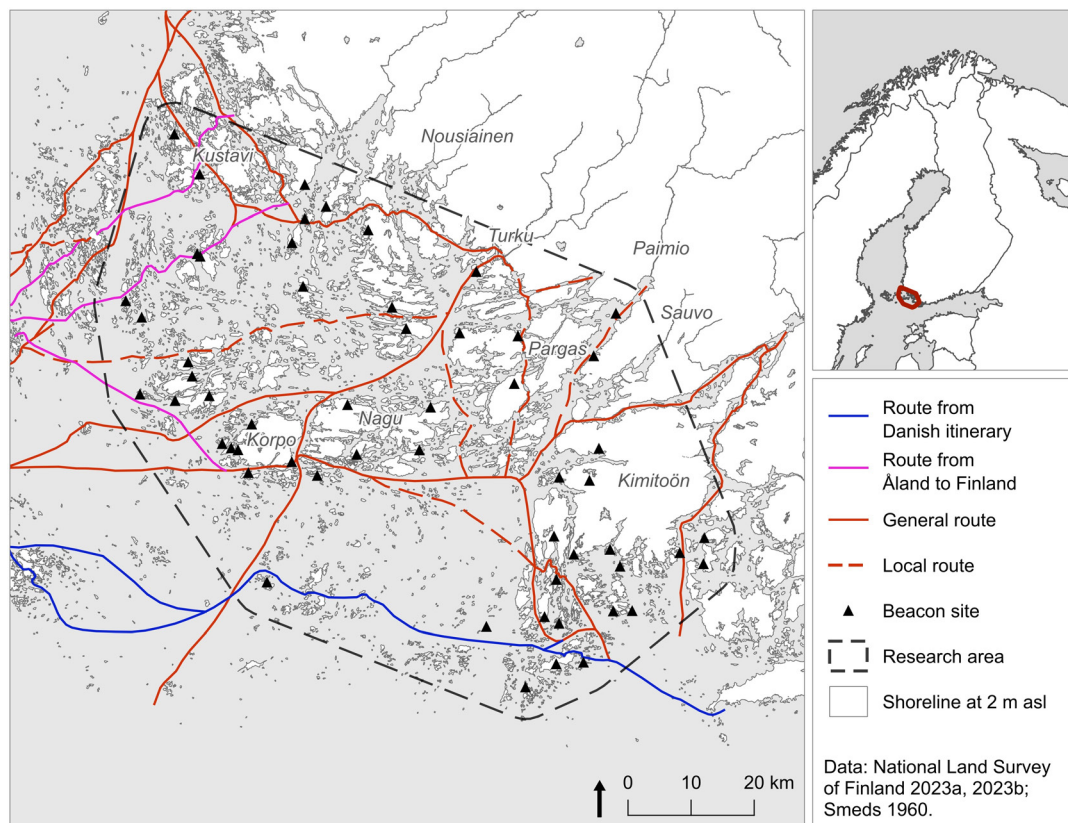 Nousiainen
Kustavi
Turku
Paimio
Sauvo
Pargas
Nagu
Korpo
Kimitoön
0 10 20 km
Route from
Danish itinerary
Route from
Åland to Finland
General route
Local route
Beacon site
Research area
Shoreline at 2 m asl
Data: National Land Survey
of Finland 2023a, 2023b;
Smeds 1960.